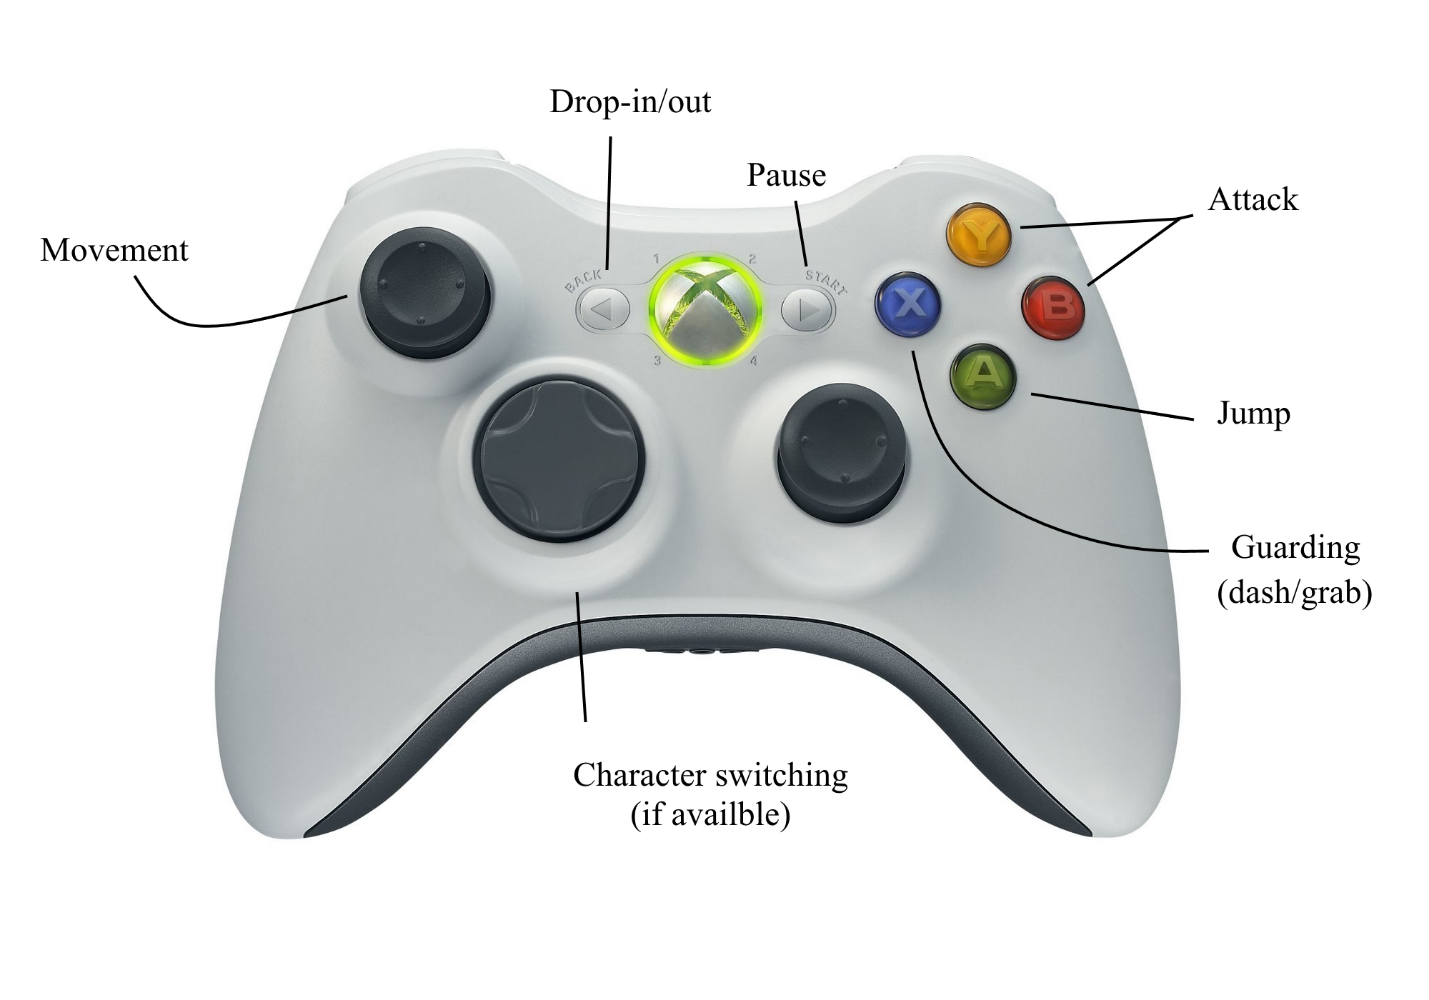 Drop-in/out
Pause
Attack
Movement
1
2
BACK
START
Y
X
B
3
4
A
Jump
Guarding
(dash/grab)
Character switching
(if availble)